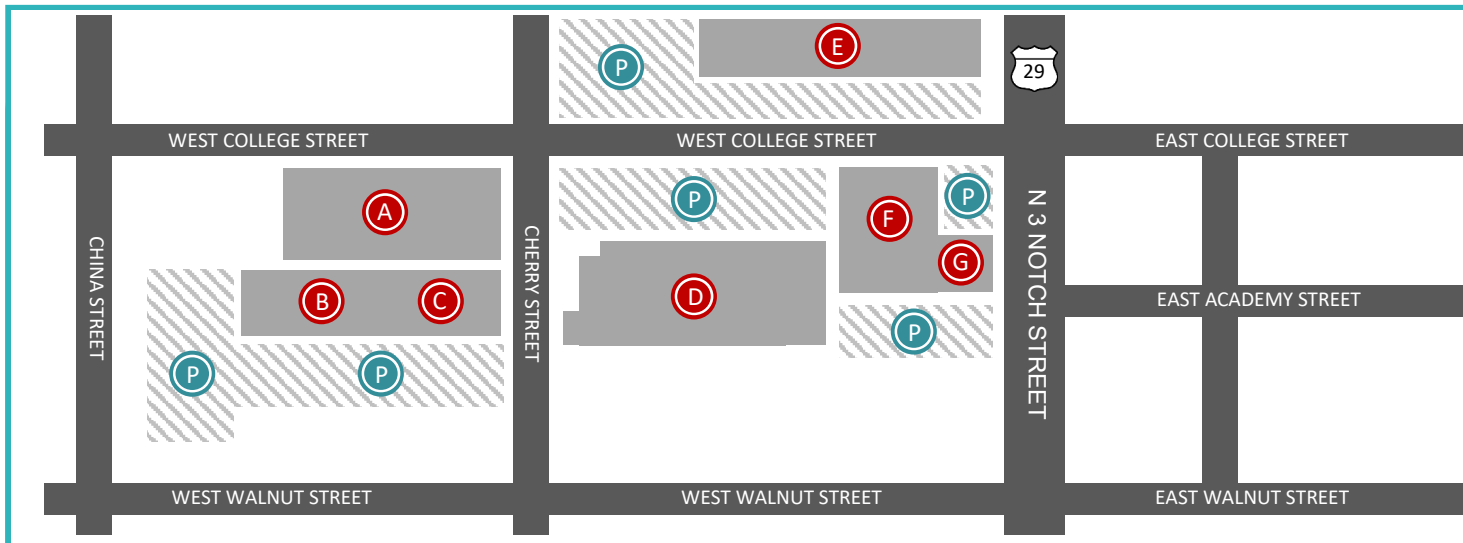 E
P
29
WEST COLLEGE STREET
WEST COLLEGE STREET
EAST COLLEGE STREET
A
P
F
P
G
CHINA STREET
CHERRY STREET
N 3 NOTCH STREET
B
C
D
EAST ACADEMY STREET
P
P
P
WEST WALNUT STREET
WEST WALNUT STREET
EAST WALNUT STREET